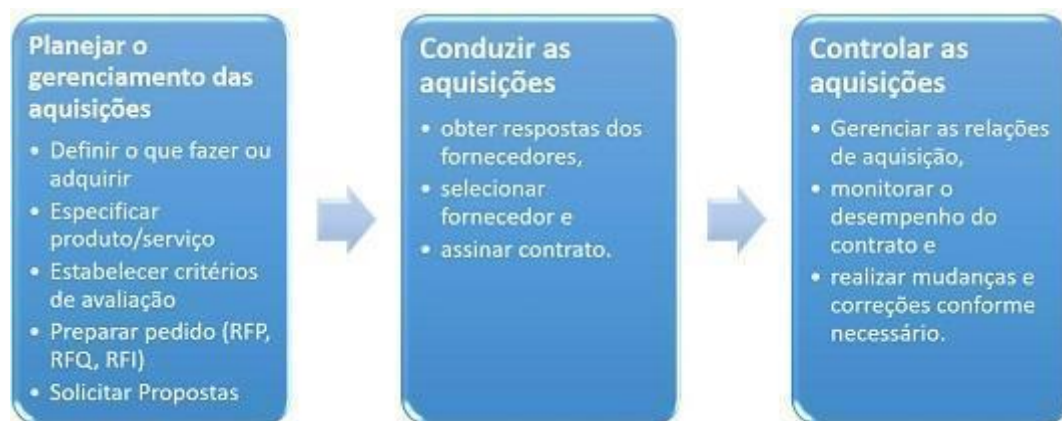 Planejar o
gerenciamento das
aquisições
• Definir o que fazer ou
adquirir
• Especificar
produto/serviço
• Estabelecer critérios
de avaliação
• Preparar pedido (RFP,
RFQ, RFI)
• Solicitar Propostas
Conduzir as
aquisições
• obter respostas dos
fornecedores,
• selecionar
fornecedor e
• assinar contrato.
Controlar as
aquisições
• Gerenciar as relações
de aquisição,
• monitorar o
desempenho do
contrato e
• realizar mudanças e
correções conforme
necessário.